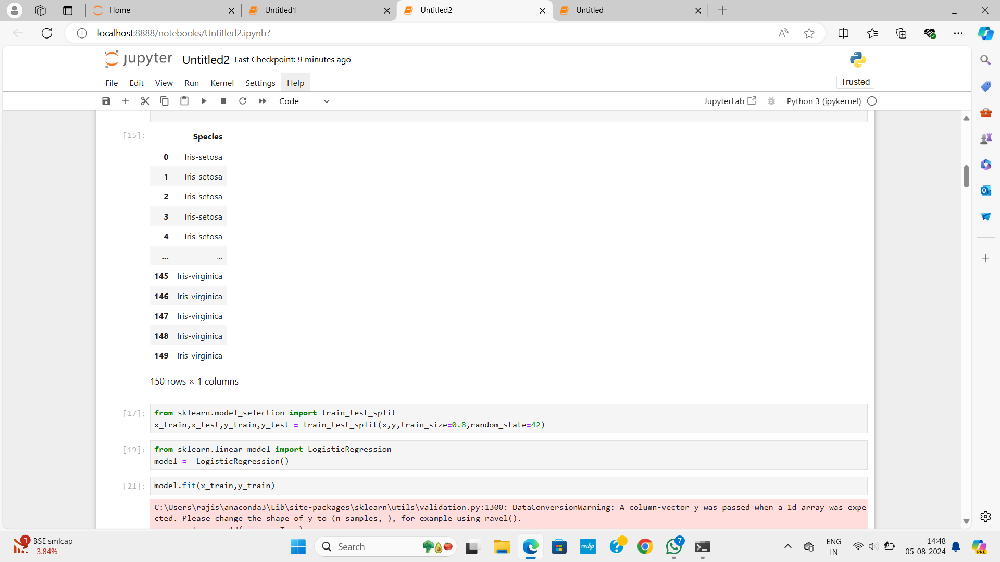 Home
Untitled1
Untitled2
Untitled
localhost:8888/notebooks/Untitled2.ipynb?
jupyter Untitled2 Last Checkpoint: 9 minutes ago
File Edit View Run Kernel Settings Help
Trusted
Code
JupyterLab
Python 3 (ipykernel)
[15]:
Species
0 Iris-setosa
1 Iris-setosa
2 Iris-setosa
3 Iris-setosa
4 Iris-setosa
... ...
145 Iris-virginica
146 Iris-virginica
147 Iris-virginica
148 Iris-virginica
149 Iris-virginica
150 rows × 1 columns
[17]:
from sklearn.model_selection import train_test_split
x_train,x_test,y_train,y_test = train_test_split(x,y,train_size=0.8,random_state=42)
[19]:
from sklearn.linear_model import LogisticRegression
model =  LogisticRegression()
[21]:
model.fit(x_train,y_train)
C:\Users\rajis\anaconda3\Lib\site-packages\sklearn\utils\validation.py:1300: DataConversionWarning: A column-vector y was passed when a 1d array was expe
cted. Please change the shape of y to (n_samples, ), for example using ravel().
1
BSE smlcap
-3.84%
Search
myhp
7
ENG
IN
14:48
05-08-2024
PRE